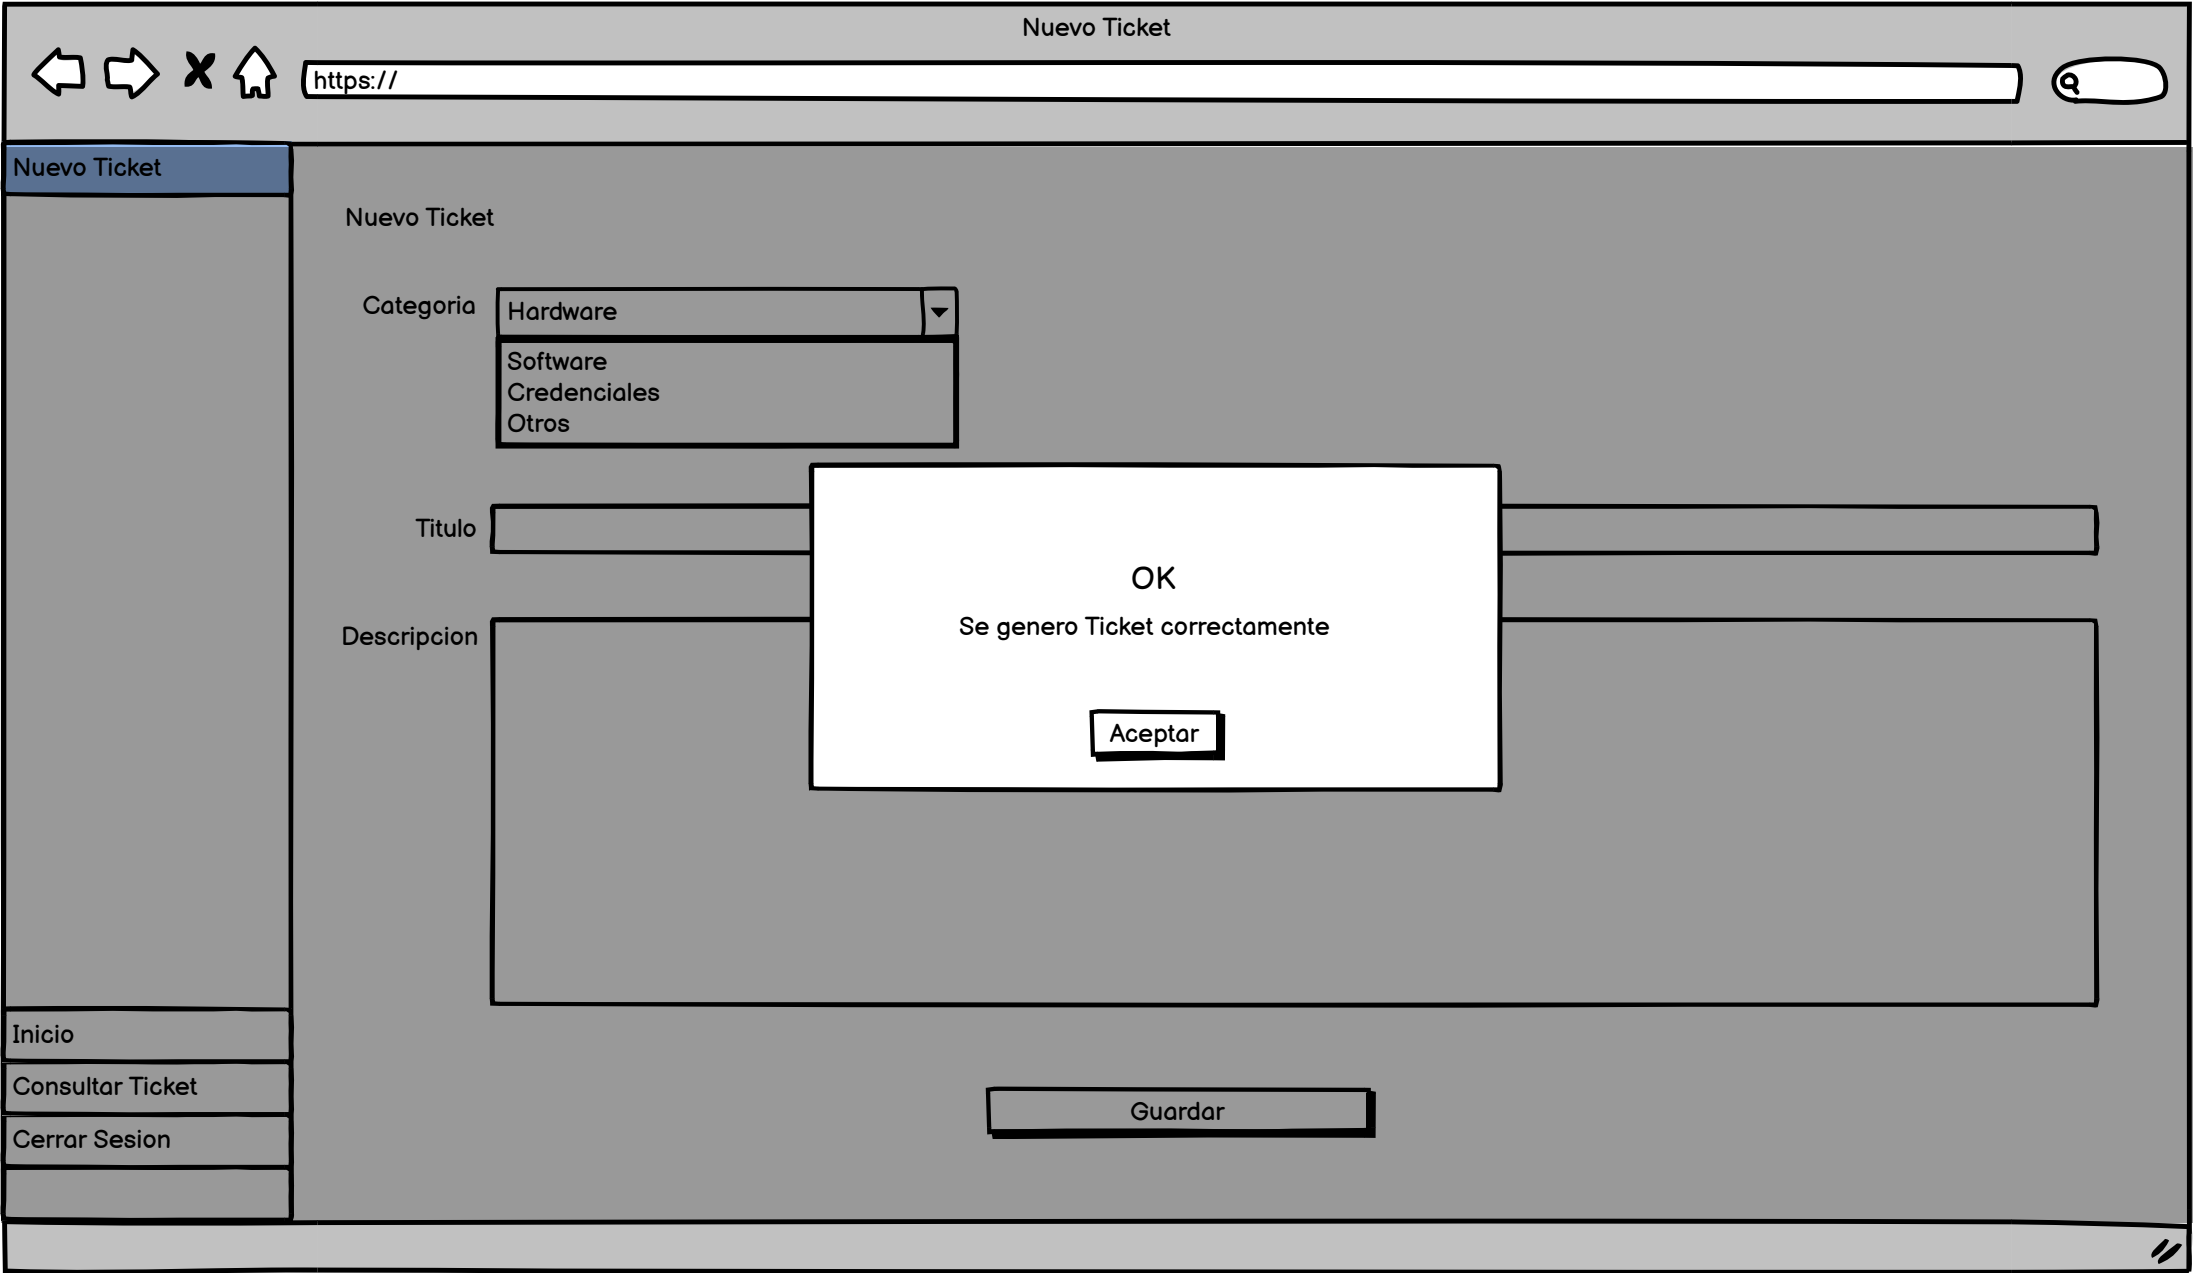 Nuevo Ticket
https://
Nuevo Ticket
Nuevo Ticket
Categoria
Hardware
Software
Credenciales
Otros
Titulo
OK
Se genero Ticket correctamente
Aceptar
Descripcion
Inicio
Consultar Ticket
Cerrar Sesion
Guardar